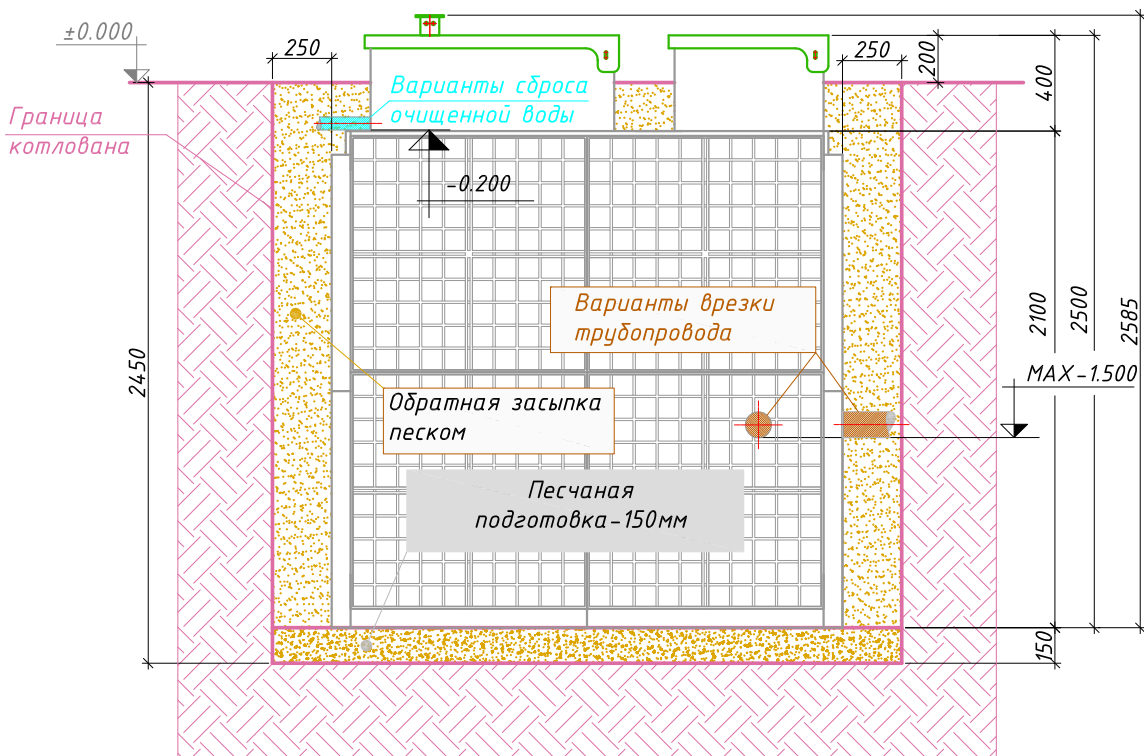 ±0.000
250
250
200
400
Варианты сброса
очищенной воды
Граница
котлована
-0.200
Варианты врезки
трубопровода
2100
2500
2585
2450
MAX-1.500
Обратная засыпка
песком
Песчаная
подготовка-150мм
150